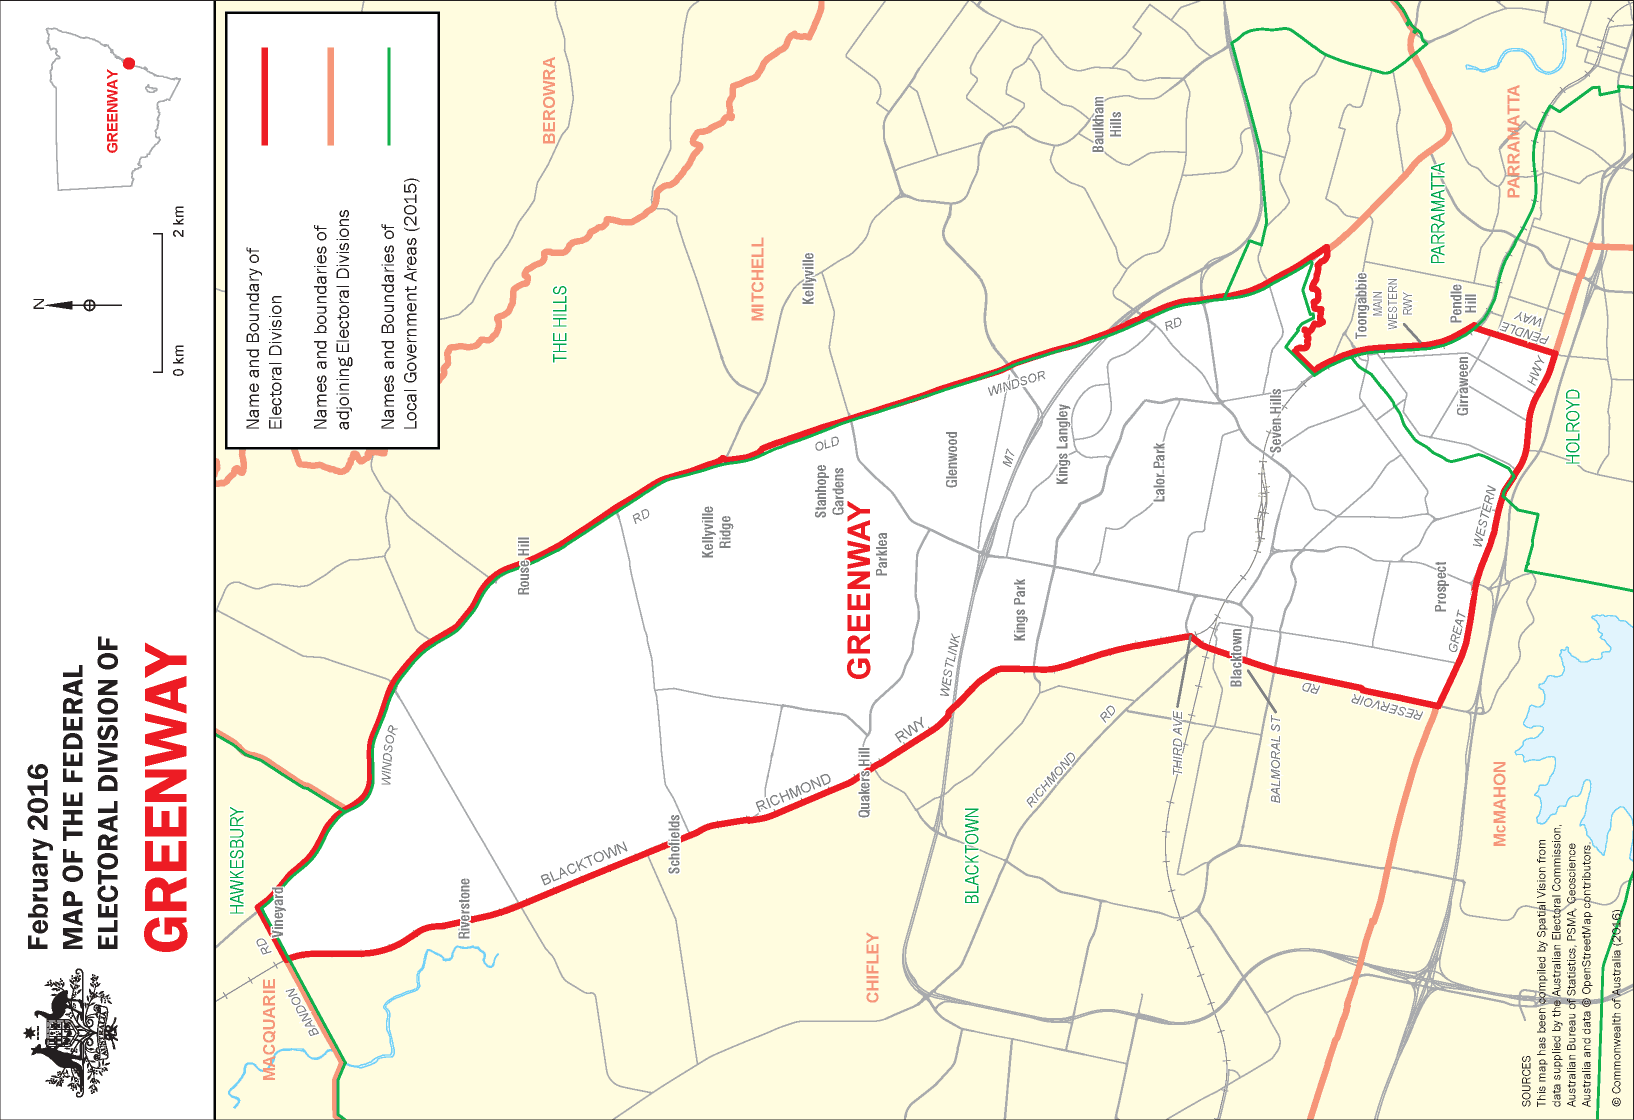 February 2016
MAP OF THE FEDERAL
ELECTORAL DIVISION OF
GREENWAY
AUSTRALIA
N
0 km
2 km
GREENWAY
Name and Boundary of
Electoral Division
Names and boundaries of
adjoining Electoral Divisions
Names and Boundaries of
Local Government Areas (2015)
HAWKESBURY
MACQUARIE
BANDON
RD
Vineyard
WINDSOR
RD
Rouse Hill
THE HILLS
BEROWRA
MITCHELL
Kellyville
Baulkham
Hills
Riverstone
BLACKTOWN
Schofields
RICHMOND
RWY
Quakers Hill
Kellyville
Ridge
Stanhope
Gardens
OLD
WINDSOR
RD
GREENWAY
Parklea
Glenwood
WESTLINK
M7
Kings Park
Kings Langley
Lalor Park
Seven Hills
CHIFLEY
BLACKTOWN
RICHMOND
RD
THIRD AVE
Blacktown
BALMORAL ST
RESERVOIR
RD
Prospect
GREAT
WESTERN
HWY
Girraween
PENDLE
WAY
Pendle
Hill
Toongabbie
MAIN
WESTERN
RWY
PARRAMATTA
PARRAMATTA
HOLROYD
McMAHON
SOURCES
This map has been compiled by Spatial Vision from
data supplied by the Australian Electoral Commission,
Australian Bureau of Statistics, PSMA, Geoscience
Australia and data © OpenStreetMap contributors.
© Commonwealth of Australia (2016)